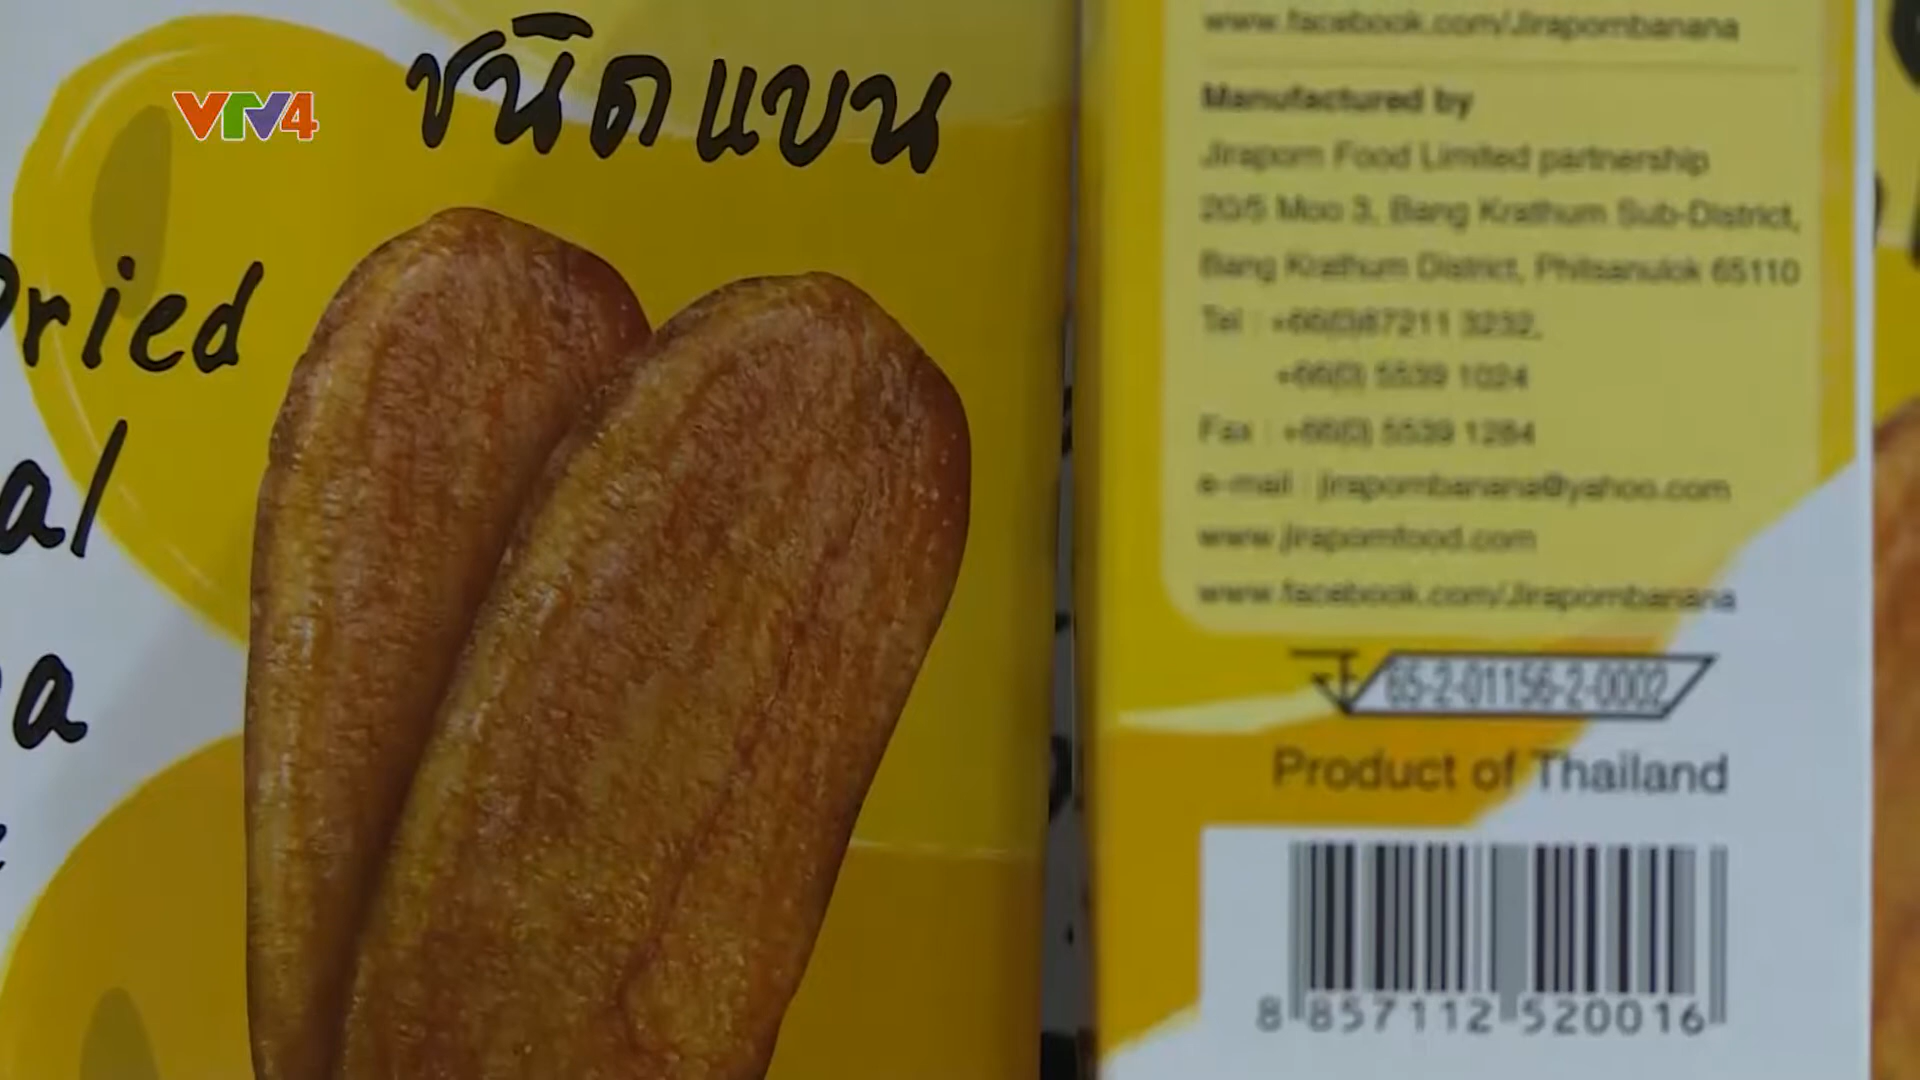 VTV4
ชนิดแบน
Dried
al
a
www.facebook.com/Jirapornbanana
Manufactured by
Jiraporn Food Limited partnership
20/5 Moo 3, Bang Krathum Sub-District,
Bang Krathum District, Phitsanulok 65110
Tel : +66(0)87211 3232,
+66(0) 5539 1024
Fax : +66(0) 5539 1284
e-mail : jirapornbanana@yahoo.com
www.jirapornfood.com
www.facebook.com/Jirapornbanana
65-2-01156-2-0002
Product of Thailand
8 857112 520016